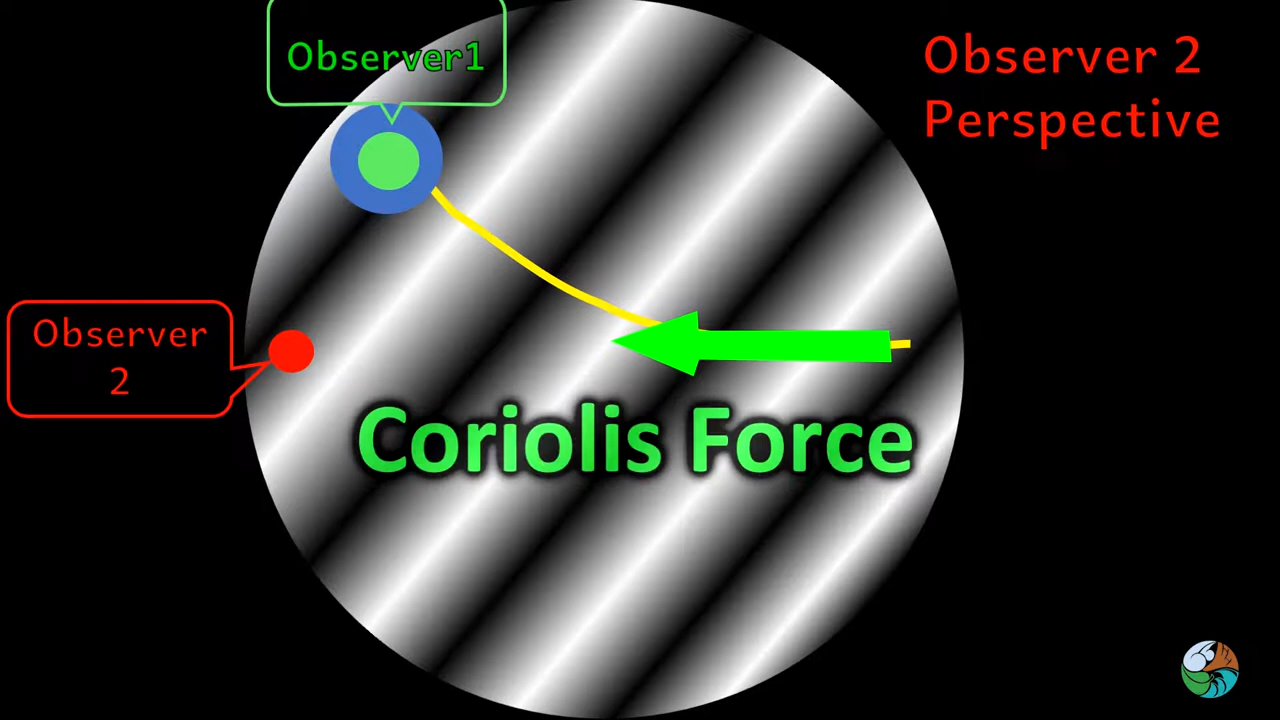 Observer1
Observer 2
Perspective
Observer
2
Coriolis Force